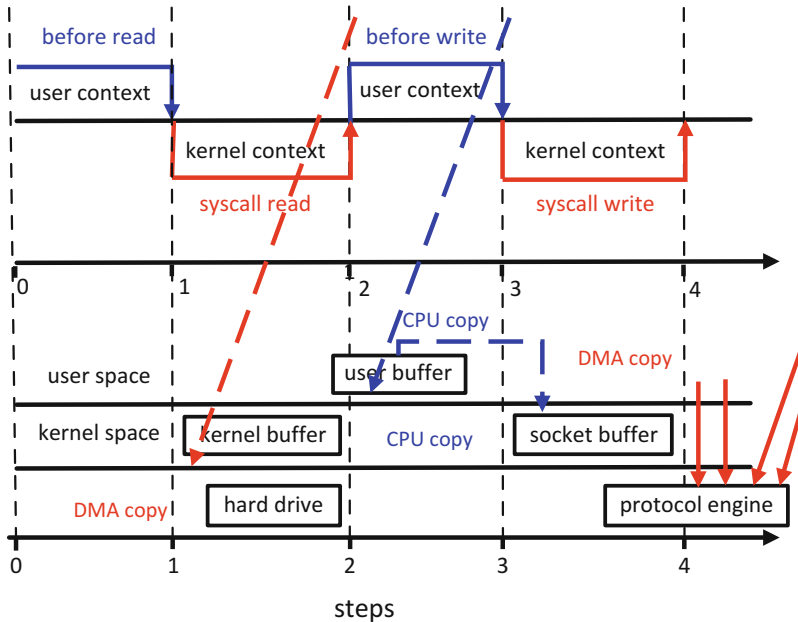 before read
before write
user context
user context
kernel context
kernel context
syscall read
syscall write
0 1 2 3 4
CPU copy
DMA copy
user space
user buffer
kernel space
kernel buffer
CPU copy
socket buffer
DMA copy
hard drive
protocol engine
0 1 2 3 4
steps